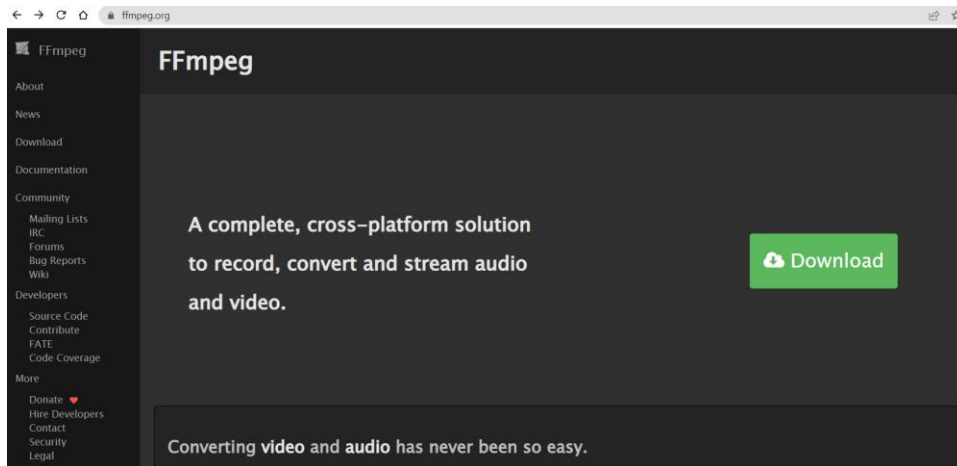 ffmpeg.org
FFmpeg
About
News
Download
Documentation
Community
Mailing Lists
IRC
Forums
Bug Reports
Wiki
Developers
Source Code
Contribute
FATE
Code Coverage
More
Donate
Hire Developers
Contact
Security
Legal
FFmpeg
A complete, cross-platform solution
to record, convert and stream audio
and video.
Download
Converting video and audio has never been so easy.